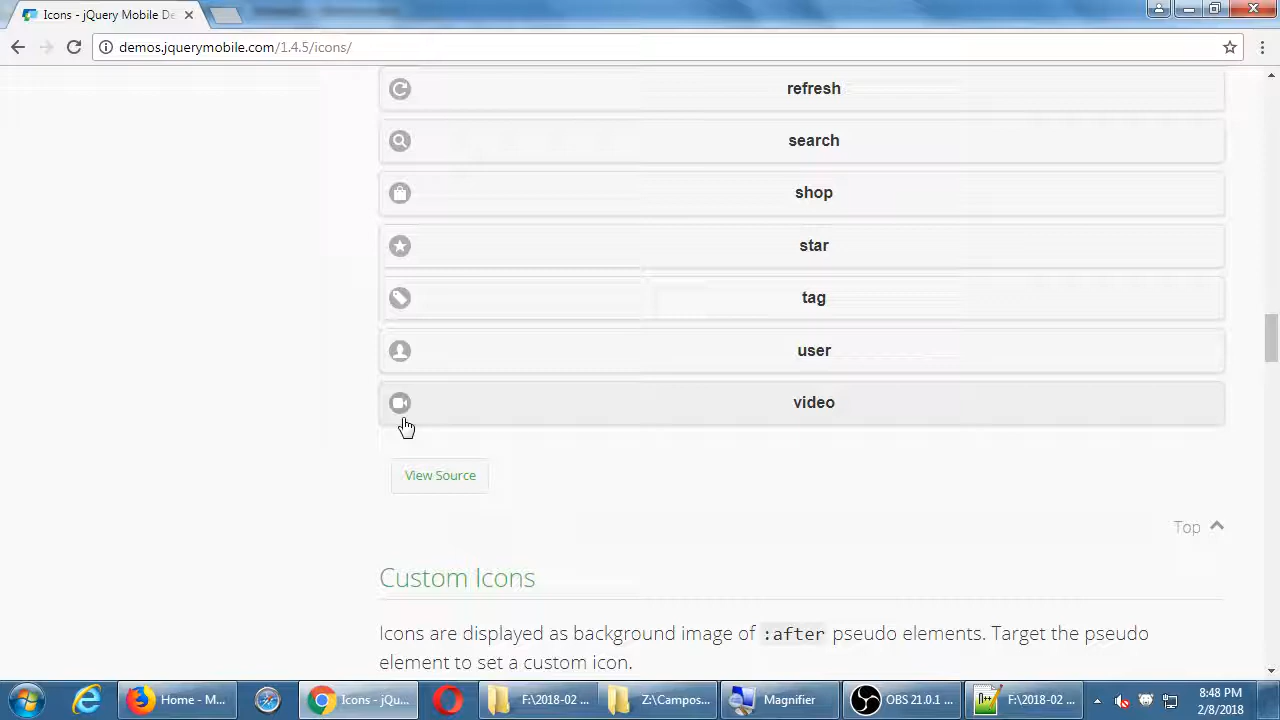 Icons - jQuery Mobile De
demos.jquerymobile.com/1.4.5/icons/
refresh
search
shop
star
tag
user
video
View Source
Top
Custom Icons
Icons are displayed as background image of :after pseudo elements. Target the pseudo
element to set a custom icon.
Home - M...
Icons - jQu...
F:\2018-02 ...
Z:\Campos...
Magnifier
OBS 21.0.1 ...
F:\2018-02 ...
8:48 PM
2/8/2018